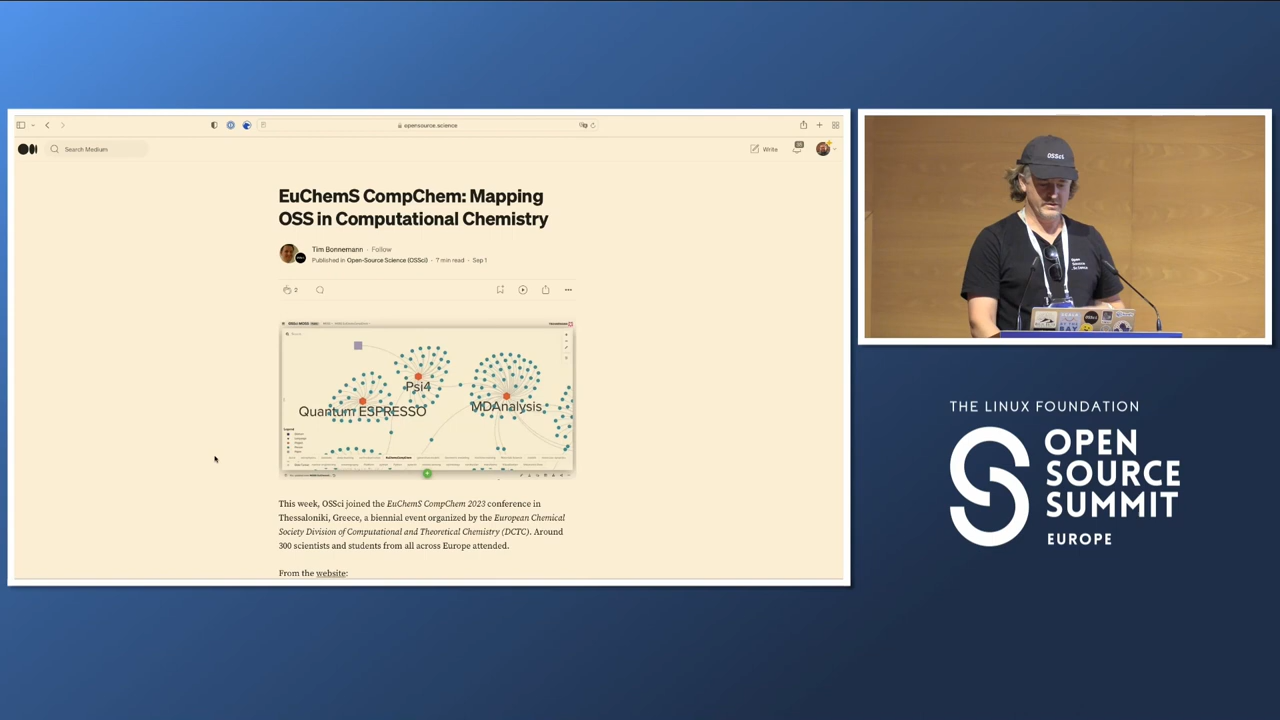 opensource.science
Search Medium
Write
EuChemS CompChem: Mapping
OSS in Computational Chemistry
Tim Bonnemann · Follow
Published in Open-Source Science (OSSci) · 7 min read · Sep 1
2
Psi4
Quantum ESPRESSO
MDAnalysis
This week, OSSci joined the EuChemS CompChem 2023 conference in
Thessaloniki, Greece, a biennial event organized by the European Chemical
Society Division of Computational and Theoretical Chemistry (DCTC). Around
300 scientists and students from all across Europe attended.
From the website:
OSSci
Open
Source
Science
THE LINUX FOUNDATION
OPEN
SOURCE
SUMMIT
EUROPE